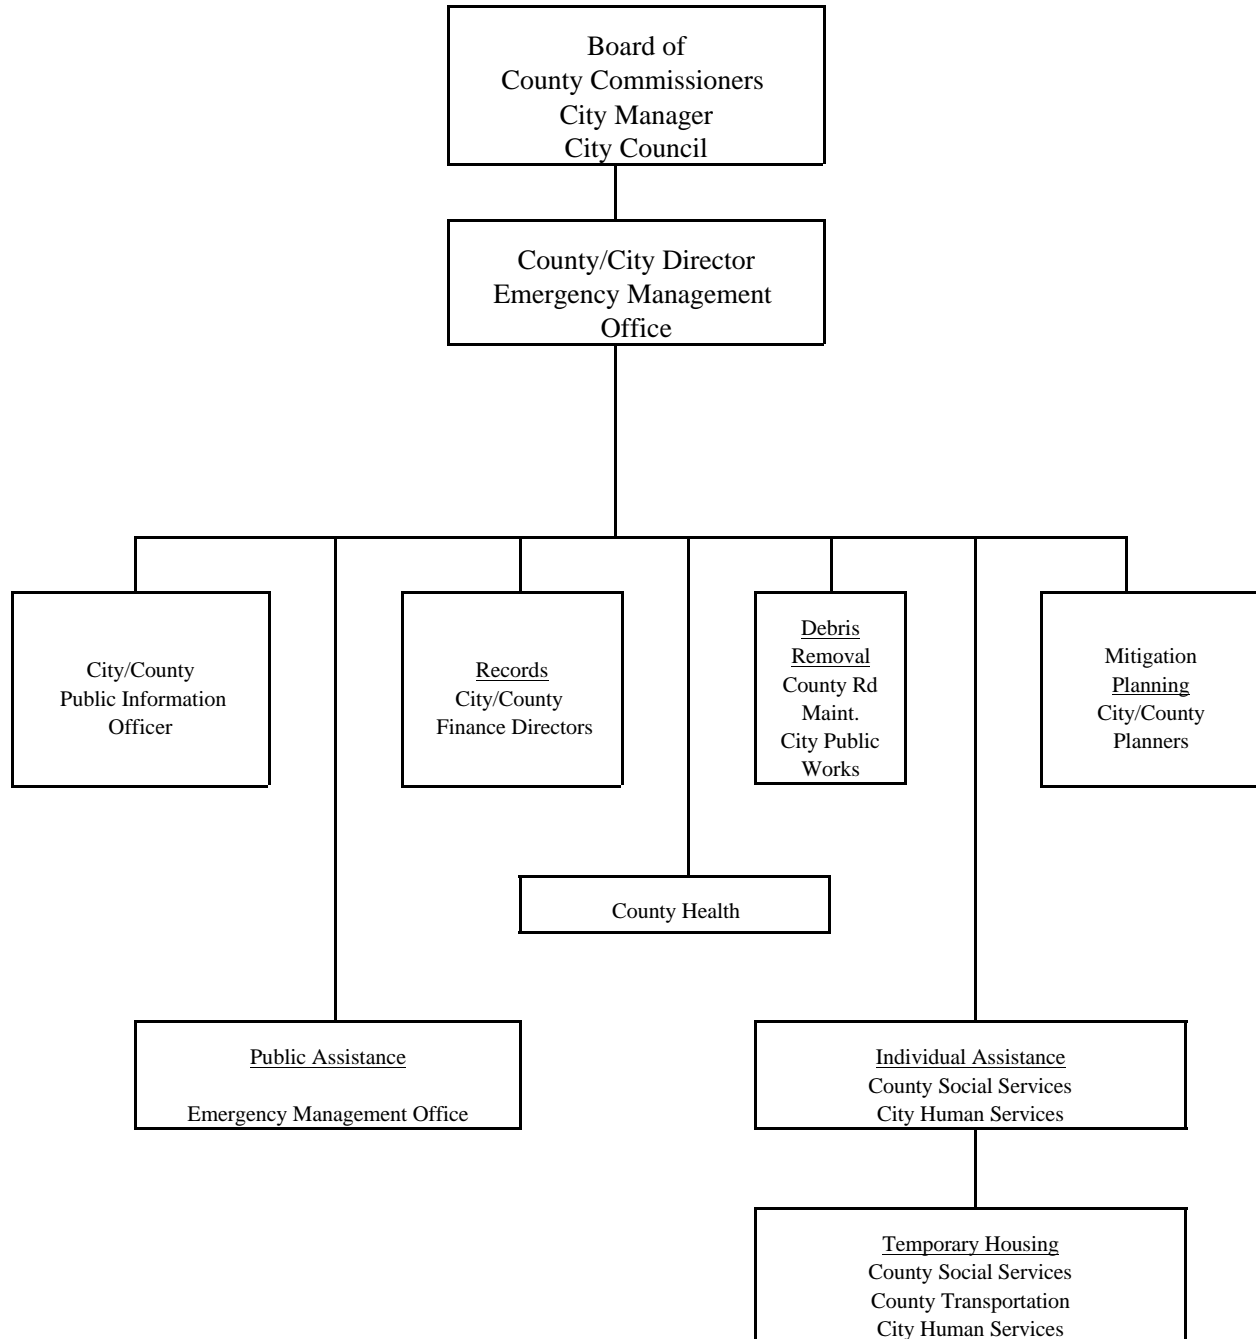 Board of
County Commissioners
City Manager
City Council
County/City Director
Emergency Management
Office
City/County
Public Information
Officer
Records
City/County
Finance Directors
Debris
Removal
County Rd
Maint.
City Public
Works
Mitigation
Planning
City/County
Planners
County Health
Public Assistance
Emergency Management Office
Individual Assistance
County Social Services
City Human Services
Temporary Housing
County Social Services
County Transportation
City Human Services